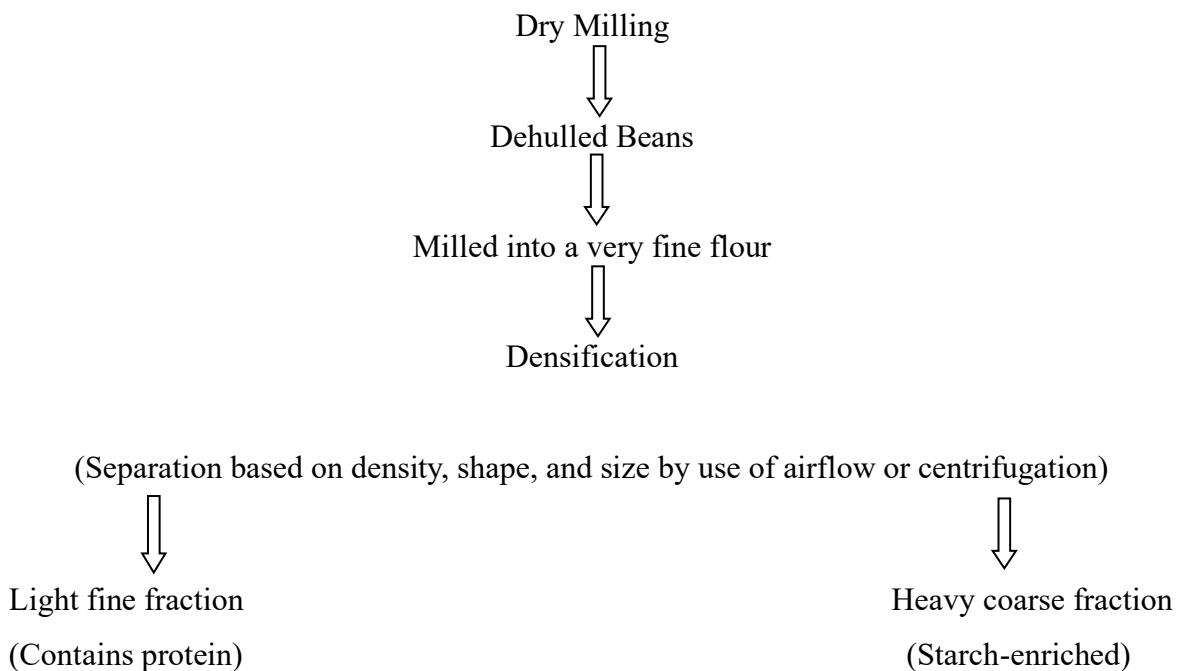 Dry Milling
Dehulled Beans
Milled into a very fine flour
Densification
(Separation based on density, shape, and size by use of airflow or centrifugation)
Light fine fraction
(Contains protein)
Heavy coarse fraction
(Starch-enriched)